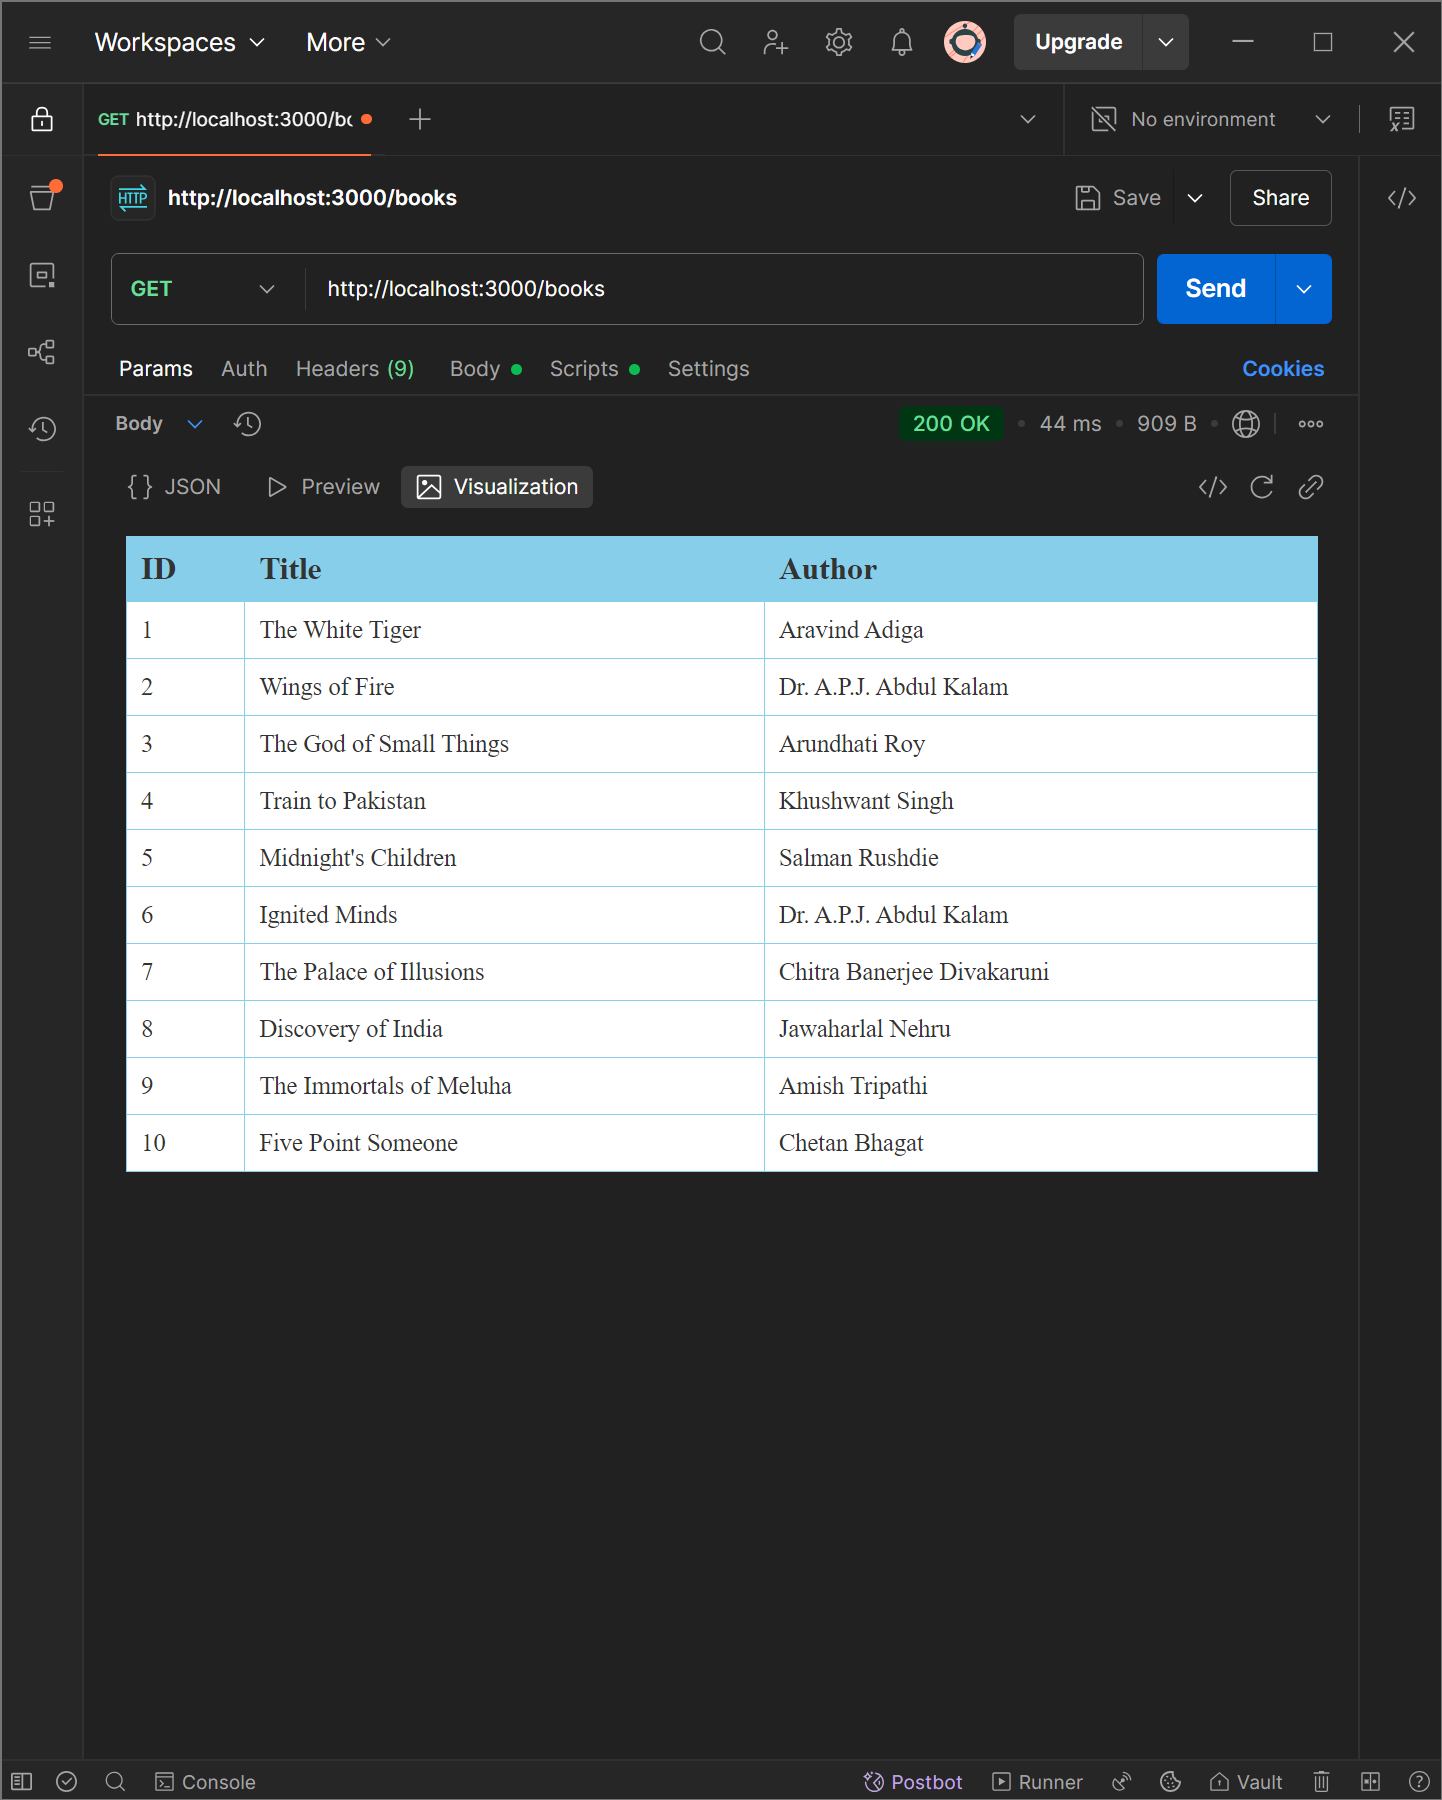 Workspaces More Upgrade
GET http://localhost:3000/bo No environment
HTTP http://localhost:3000/books Save Share
GET http://localhost:3000/books Send
Params Auth Headers (9) Body Scripts Settings Cookies
Body 200 OK 44 ms 909 B
{} JSON Preview Visualization
ID Title Author
1 The White Tiger Aravind Adiga
2 Wings of Fire Dr. A.P.J. Abdul Kalam
3 The God of Small Things Arundhati Roy
4 Train to Pakistan Khushwant Singh
5 Midnight's Children Salman Rushdie
6 Ignited Minds Dr. A.P.J. Abdul Kalam
7 The Palace of Illusions Chitra Banerjee Divakaruni
8 Discovery of India Jawaharlal Nehru
9 The Immortals of Meluha Amish Tripathi
10 Five Point Someone Chetan Bhagat
Console Postbot Runner Vault